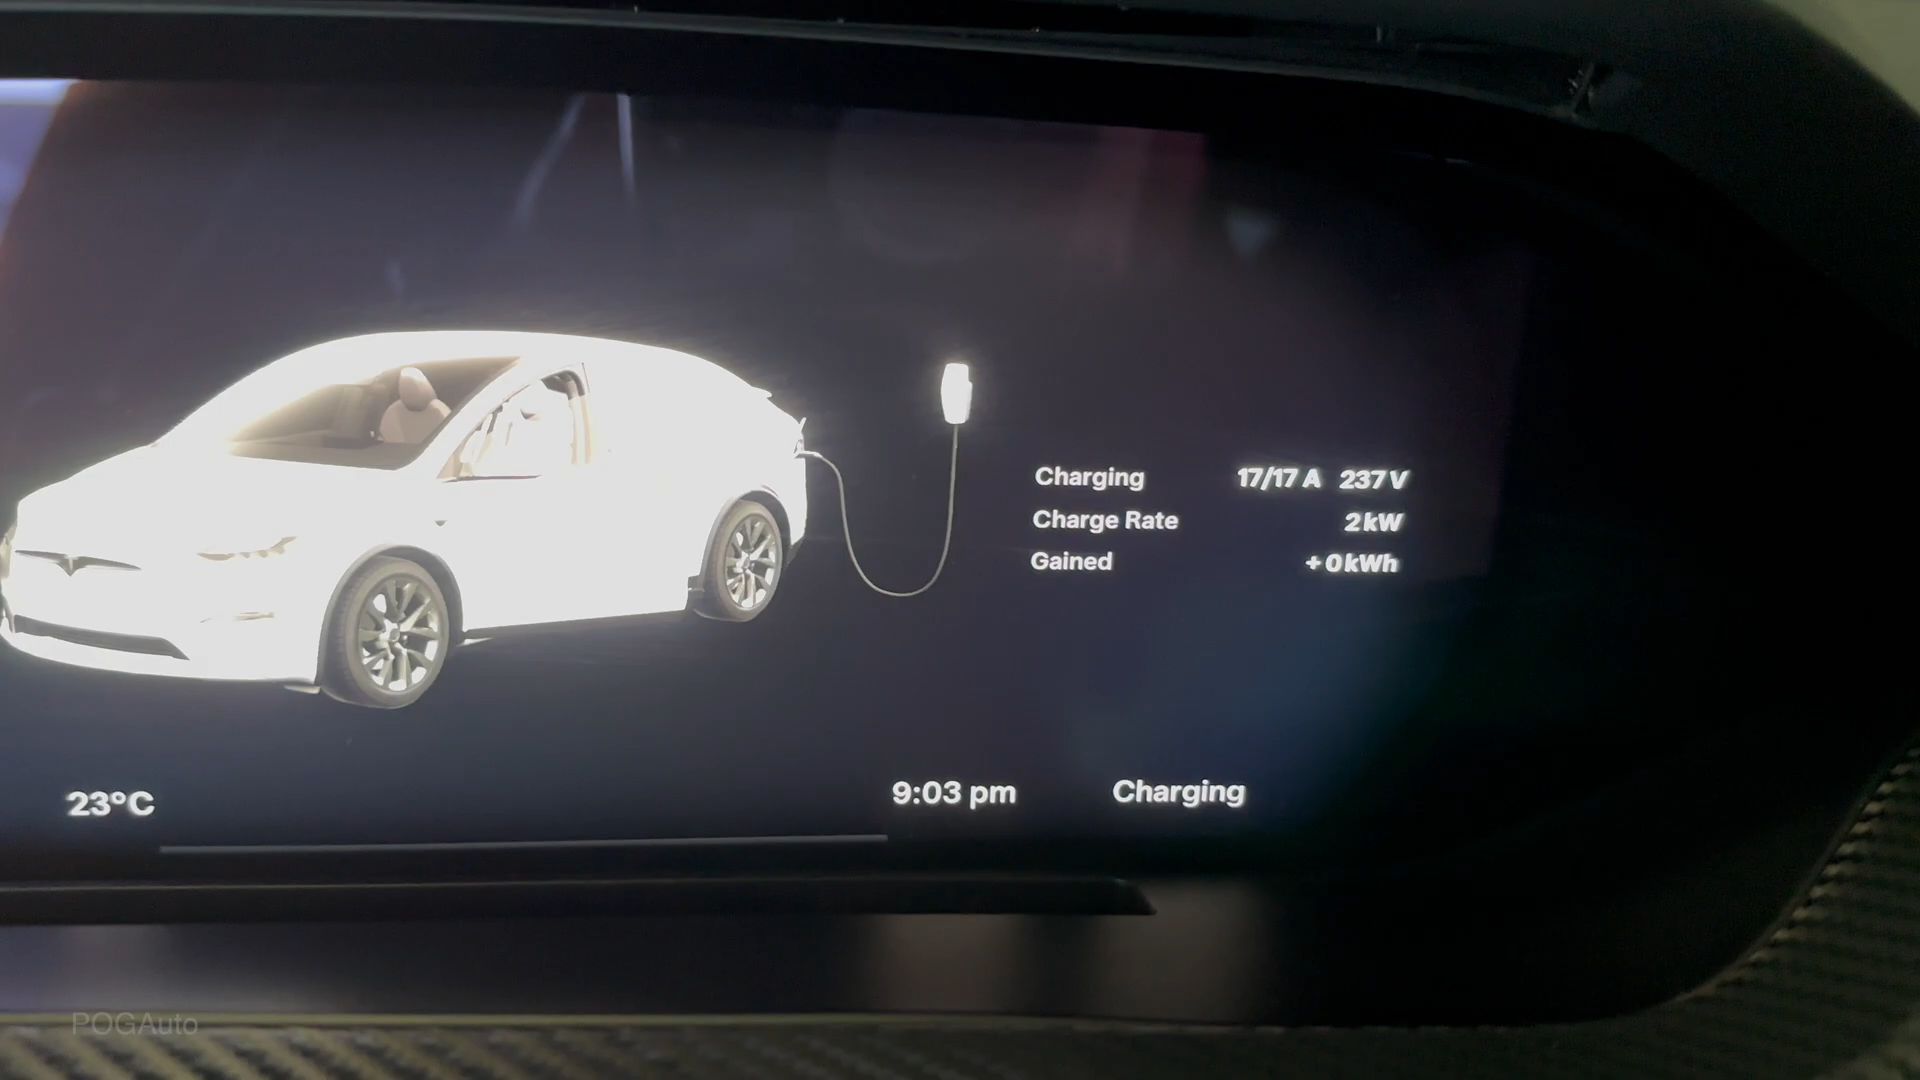 Charging 17/17 A 237 V
Charge Rate 2 kW
Gained +0 kWh
23°C 9:03 pm Charging
POGAuto